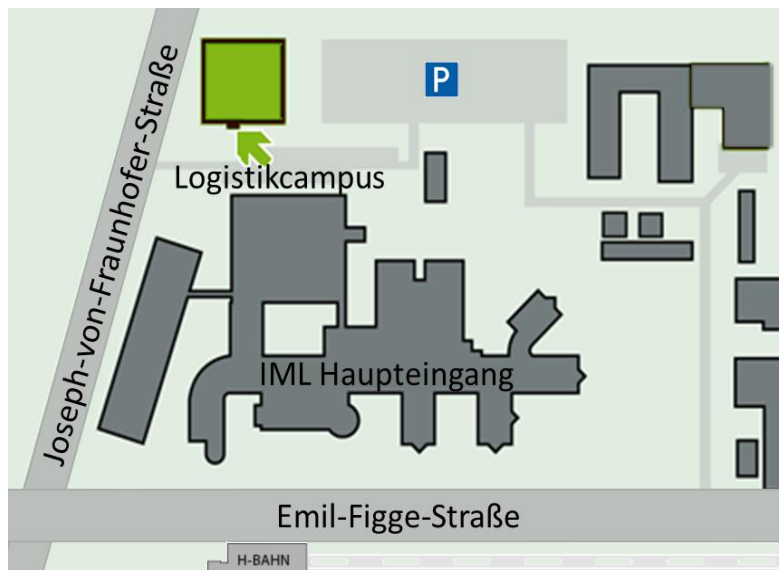 Joseph-von-Fraunhofer-Straße
P
Logistikcampus
IML Haupteingang
Emil-Figge-Straße
H-BAHN